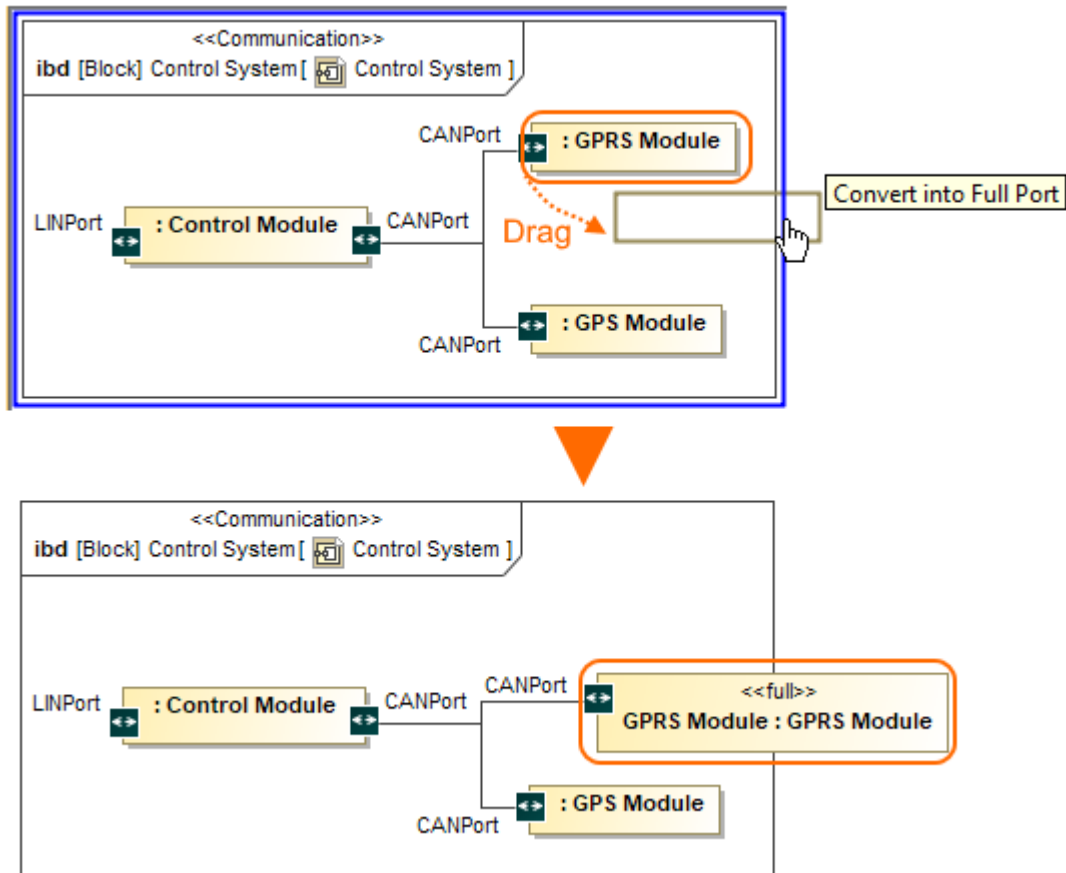 <<Communication>>
ibd [Block] Control System [ Control System ]
CANPort
: GPRS Module
Convert into Full Port
LINPort
: Control Module
CANPort
Drag
: GPS Module
CANPort
<<Communication>>
ibd [Block] Control System [ Control System ]
LINPort
: Control Module
CANPort
CANPort
<<full>>
GPRS Module : GPRS Module
: GPS Module
CANPort